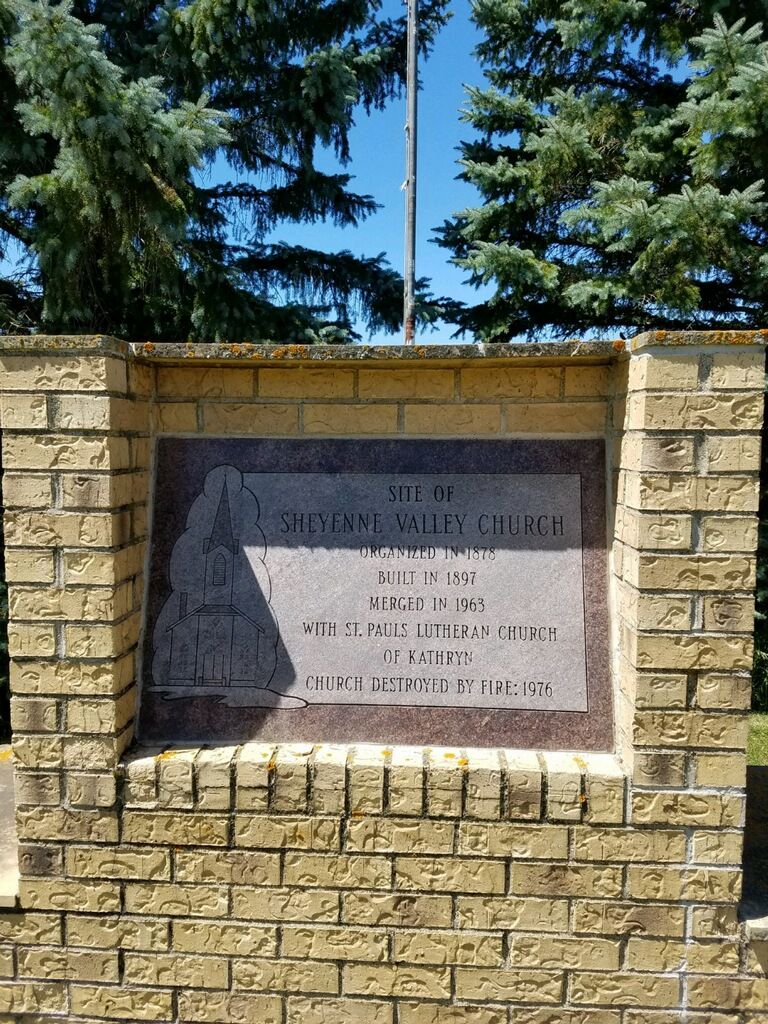 SITE OF
SHEYENNE VALLEY CHURCH
ORGANIZED IN 1878
BUILT IN 1897
MERGED IN 1963
WITH ST. PAULS LUTHERAN CHURCH
OF KATHRYN
CHURCH DESTROYED BY FIRE: 1976